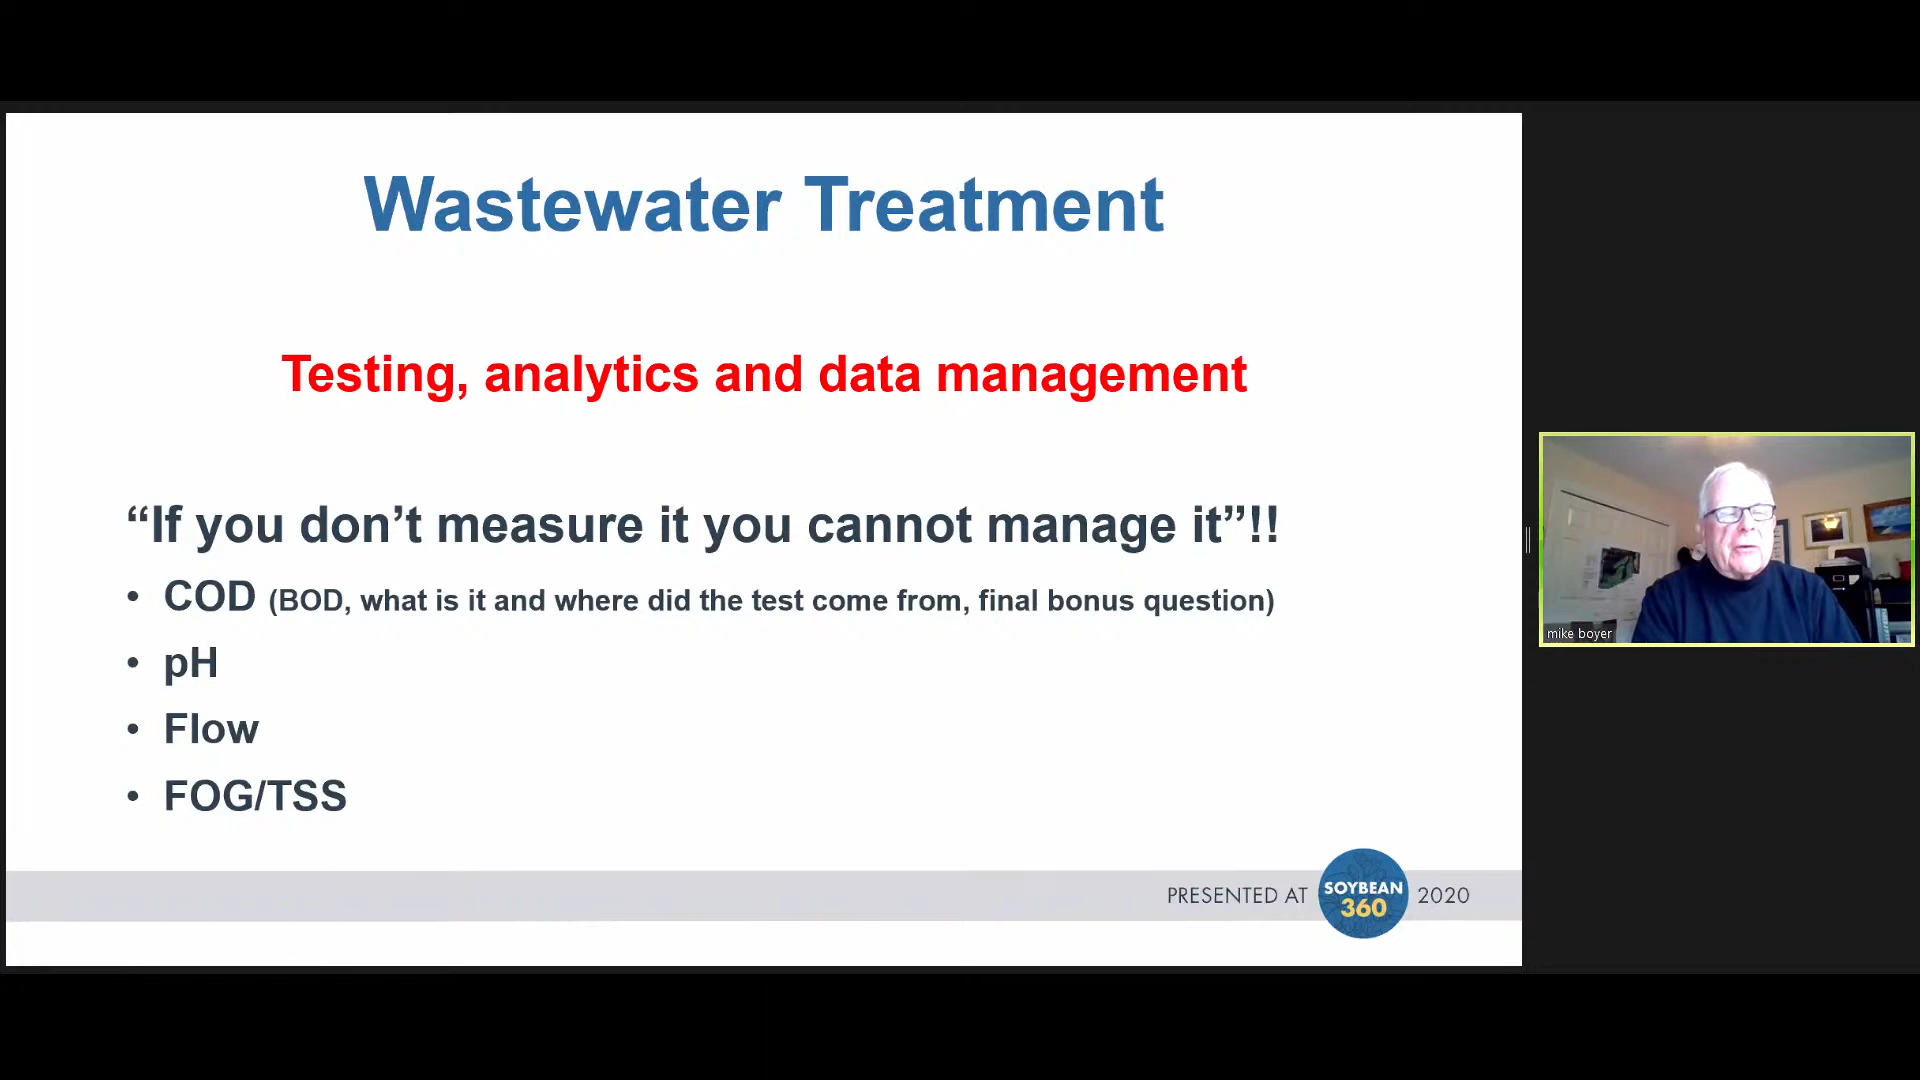 Wastewater Treatment
Testing, analytics and data management
“If you don’t measure it you cannot manage it”!!
• COD (BOD, what is it and where did the test come from, final bonus question)
• pH
• Flow
• FOG/TSS
PRESENTED AT SOYBEAN 360 2020
mike boyer